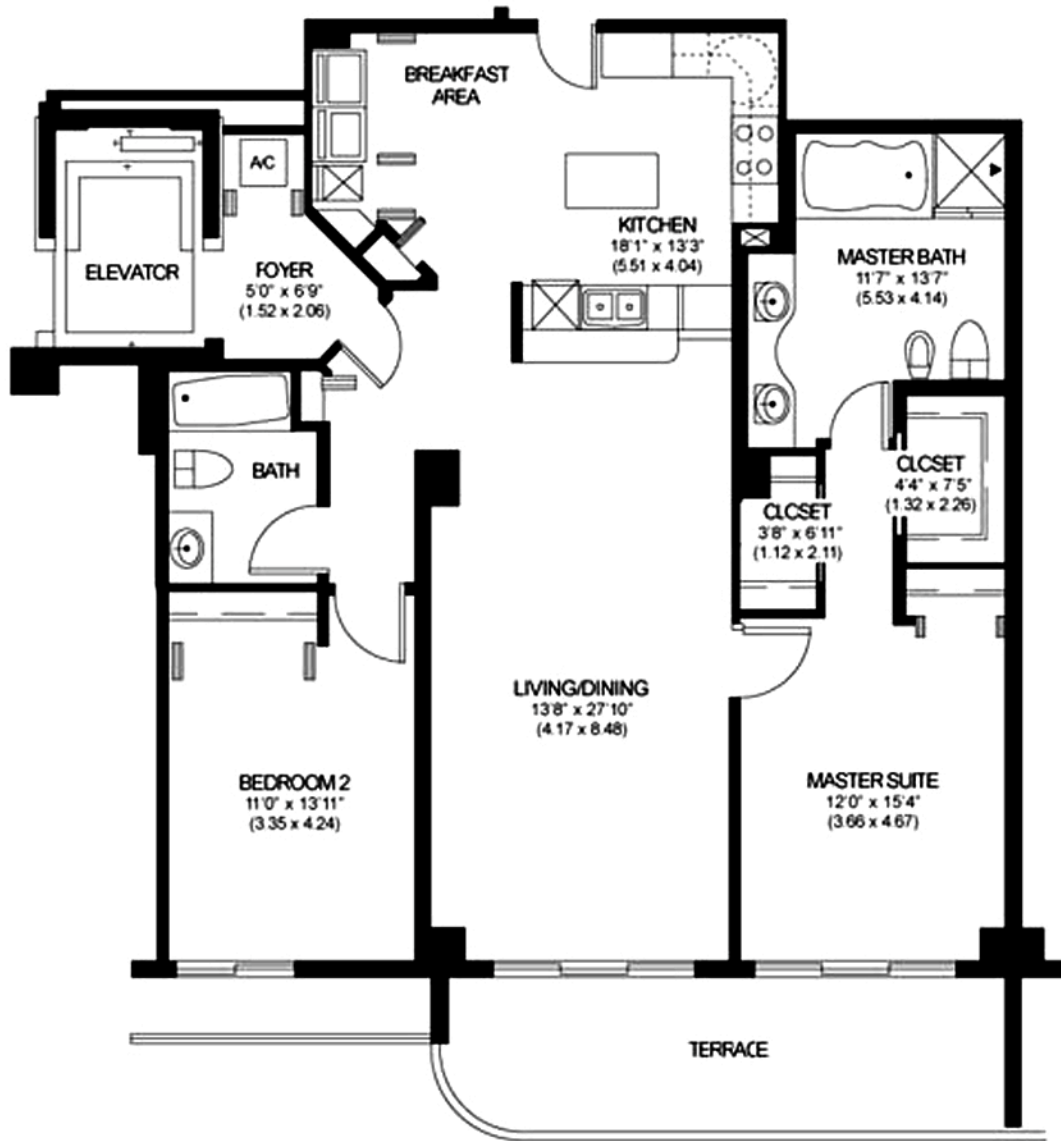 BREAKFAST
AREA
A/C
KITCHEN
18'1" x 13'3"
(5.51 x 4.04)
ELEVATOR
FOYER
5'0" x 6'9"
(1.52 x 2.06)
MASTER BATH
11'7" x 13'7"
(5.53 x 4.14)
BATH
CLOSET
4'4" x 7'5"
(1.32 x 2.26)
CLOSET
3'8" x 6'11"
(1.12 x 2.11)
LIVING/DINING
13'8" x 27'10"
(4.17 x 8.48)
BEDROOM 2
11'0" x 13'11"
(3.35 x 4.24)
MASTER SUITE
12'0" x 15'4"
(3.66 x 4.67)
TERRACE